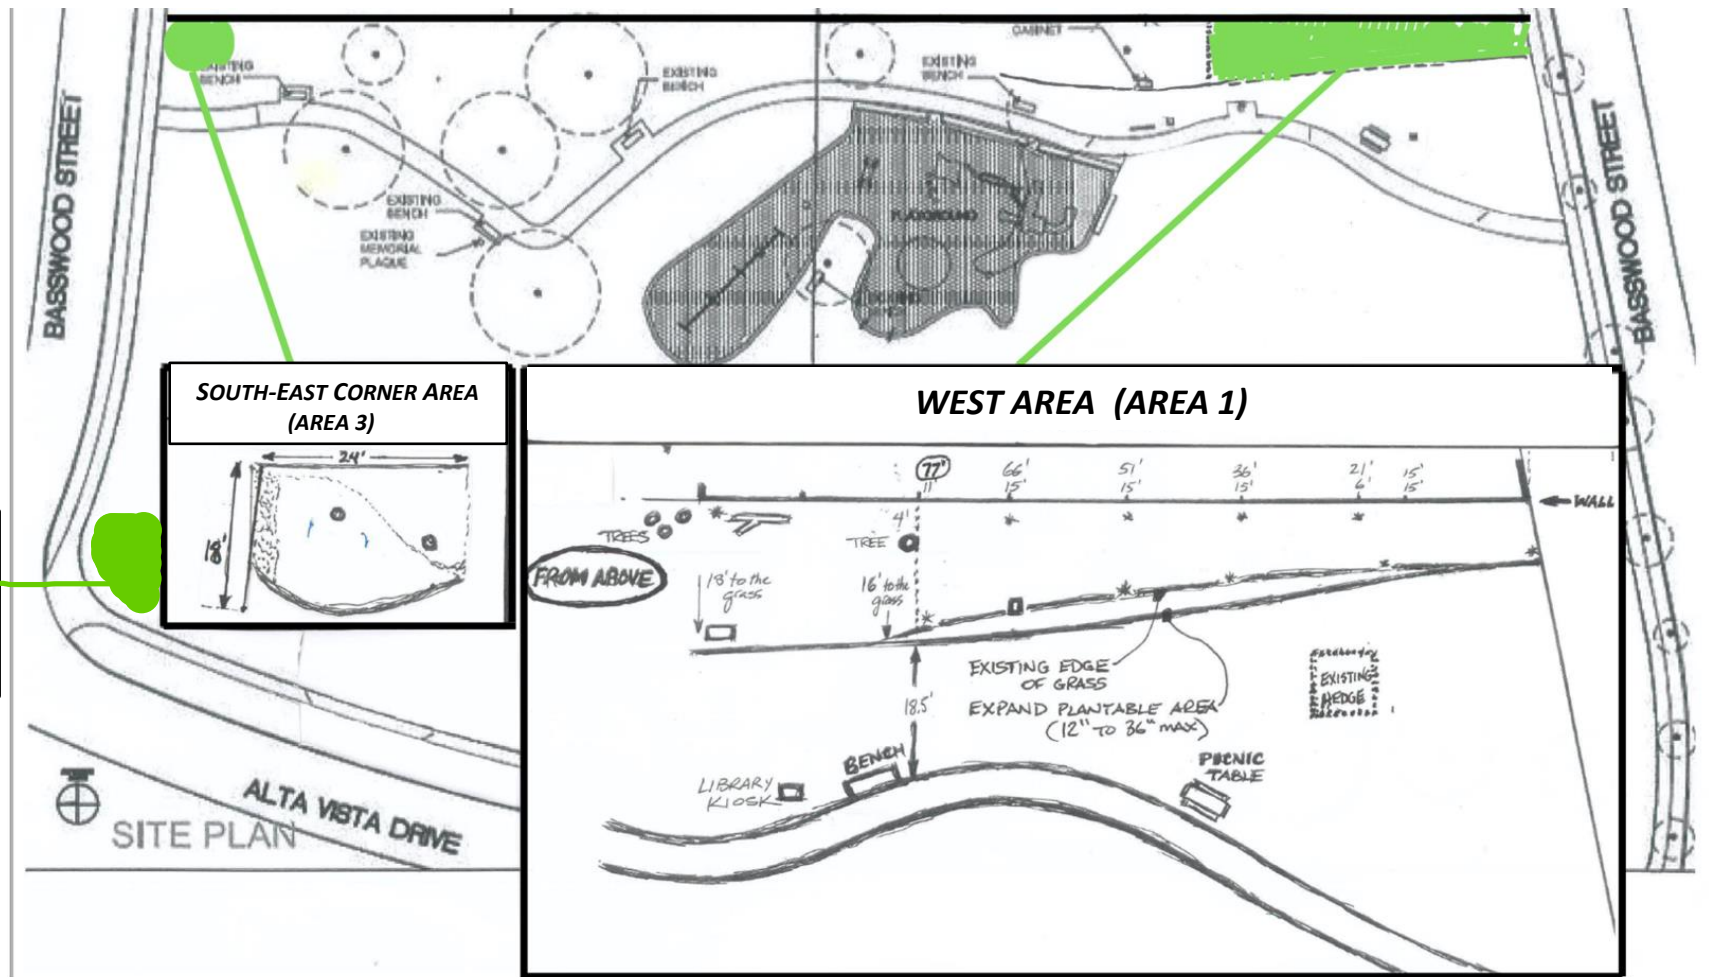 CABINET
EXISTING
BENCH
EXISTING
BENCH
EXISTING
BENCH
BASSWOOD STREET
EXISTING
BENCH
EXISTING
MEMORIAL
PLAQUE
PLAYGROUND
BASSWOOD STREET
SOUTH-EAST CORNER AREA
(AREA 3)
24'
18'
WEST AREA (AREA 1)
77' 66' 51' 36' 21' 15'
11' 15' 15' 15' 6' 15'
WALL
4'
TREES
TREE
FROM ABOVE
18' to the
grass
16' to the
grass
EXISTING EDGE
OF GRASS
EXISTING
HEDGE
18.5'
EXPAND PLANTABLE AREA
(12" TO 36" MAX)
BENCH
PICNIC
TABLE
LIBRARY
KIOSK
ALTA VISTA DRIVE
SITE PLAN